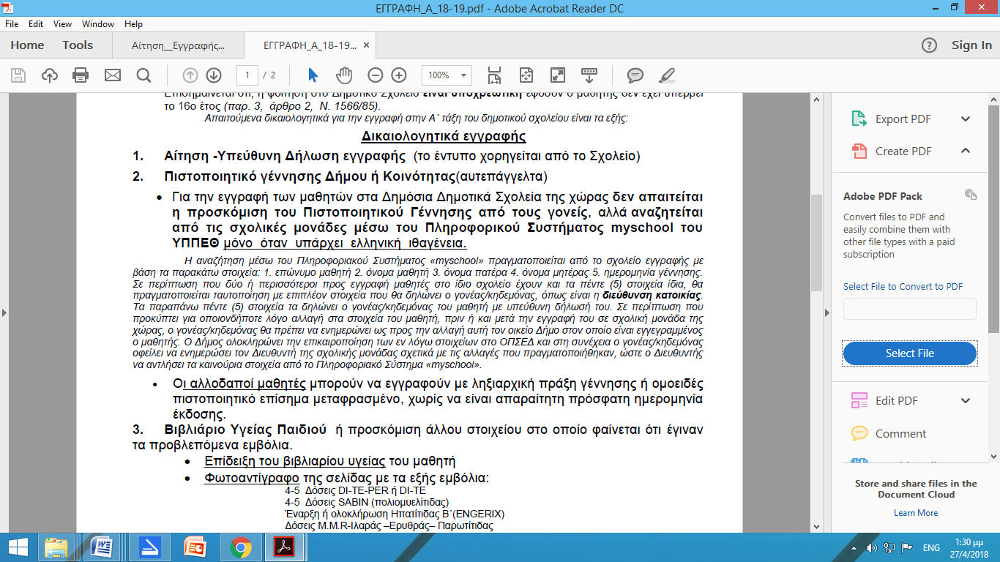 ΕΓΓΡΑΦΗ_Α_18-19.pdf - Adobe Acrobat Reader DC
File Edit View Window Help
Home Tools Αίτηση__Εγγραφής... ΕΓΓΡΑΦΗ_Α_18-19... × Sign In
1 / 2 100%
Επισημαίνεται ότι, η φοίτηση στο Δημοτικό Σχολείο είναι υποχρεωτική εφόσον ο μαθητής δεν έχει υπερβεί
το 16ο έτος (παρ. 3, άρθρο 2, Ν. 1566/85).
Απαιτούμενα δικαιολογητικά για την εγγραφή στην Α΄ τάξη του δημοτικού σχολείου είναι τα εξής:
Δικαιολογητικά εγγραφής
1. Αίτηση -Υπεύθυνη Δήλωση εγγραφής (το έντυπο χορηγείται από το Σχολείο)
2. Πιστοποιητικό γέννησης Δήμου ή Κοινότητας(αυτεπάγγελτα)
• Για την εγγραφή των μαθητών στα Δημόσια Δημοτικά Σχολεία της χώρας δεν απαιτείται
η προσκόμιση του Πιστοποιητικού Γέννησης από τους γονείς, αλλά αναζητείται
από τις σχολικές μονάδες μέσω του Πληροφορικού Συστήματος myschool του
ΥΠΠΕΘ μόνο όταν υπάρχει ελληνική ιθαγένεια.
Η αναζήτηση μέσω του Πληροφοριακού Συστήματος «myschool» πραγματοποιείται από το σχολείο εγγραφής με
βάση τα παρακάτω στοιχεία: 1. επώνυμο μαθητή 2. όνομα μαθητή 3. όνομα πατέρα 4. όνομα μητέρας 5. ημερομηνία γέννησης.
Σε περίπτωση που δύο ή περισσότεροι προς εγγραφή μαθητές στο ίδιο σχολείο έχουν και τα πέντε (5) στοιχεία ίδια, θα
πραγματοποιείται ταυτοποίηση με επιπλέον στοιχεία που θα δηλώνει ο γονέας/κηδεμόνας, όπως είναι η διεύθυνση κατοικίας.
Τα παραπάνω πέντε (5) στοιχεία τα δηλώνει ο γονέας/κηδεμόνας του μαθητή με υπεύθυνη δήλωσή του. Σε περίπτωση που
προκύπτει για οποιονδήποτε λόγο αλλαγή στα στοιχεία του μαθητή, πριν ή και μετά την εγγραφή του σε σχολική μονάδα της
χώρας, ο γονέας/κηδεμόνας θα πρέπει να ενημερώνει ως προς την αλλαγή αυτή τον οικείο Δήμο στον οποίο είναι εγγεγραμμένος
ο μαθητής. Ο Δήμος ολοκληρώνει την επικαιροποίηση των εν λόγω στοιχείων στο ΟΠΣΕΔ και στη συνέχεια ο γονέας/κηδεμόνας
οφείλει να ενημερώσει τον Διευθυντή της σχολικής μονάδας σχετικά με τις αλλαγές που πραγματοποιήθηκαν, ώστε ο Διευθυντής
να αντλήσει τα καινούρια στοιχεία από το Πληροφοριακό Σύστημα «myschool».
• Οι αλλοδαποί μαθητές μπορούν να εγγραφούν με ληξιαρχική πράξη γέννησης ή ομοειδές
πιστοποιητικό επίσημα μεταφρασμένο, χωρίς να είναι απαραίτητη πρόσφατη ημερομηνία
έκδοσης.
3. Βιβλιάριο Υγείας Παιδιού ή προσκόμιση άλλου στοιχείου στο οποίο φαίνεται ότι έγιναν
τα προβλεπόμενα εμβόλια.
• Επίδειξη του βιβλιαρίου υγείας του μαθητή
• Φωτοαντίγραφο της σελίδας με τα εξής εμβόλια:
4-5 Δόσεις DI-TE-PER ή DI-TE
4-5 Δόσεις SABIN (πολιομυελίτιδας)
Έναρξη ή ολοκλήρωση Ηπατίτιδας Β΄(ENGERIX)
Δόσεις M.M.R-Ιλαράς –Ερυθράς– Παρωτίτιδας
Export PDF
Create PDF
Adobe PDF Pack
Convert files to PDF and
easily combine them with
other file types with a paid
subscription
Select File to Convert to PDF
Select File
Edit PDF
Comment
Store and share files in the
Document Cloud
Learn More
ENG
1:30 μμ
27/4/2018